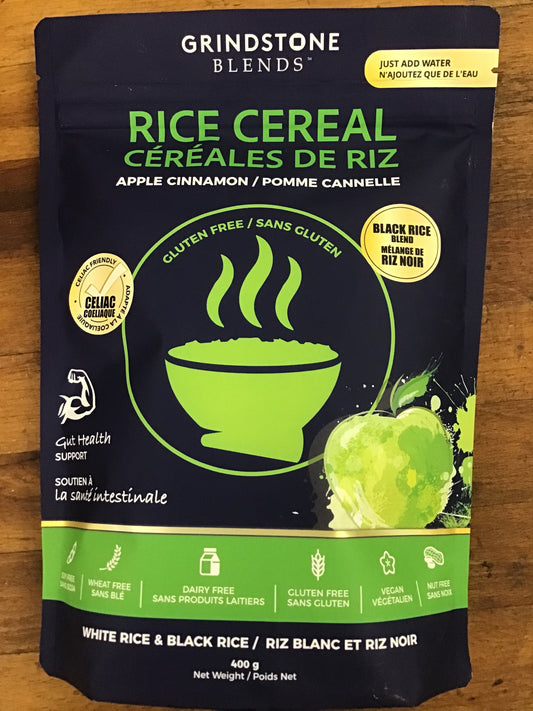 GRINDSTONE
BLENDS™
JUST ADD WATER
N'AJOUTEZ QUE DE L'EAU
RICE CEREAL
CÉRÉALES DE RIZ
APPLE CINNAMON / POMME CANNELLE
GLUTEN FREE / SANS GLUTEN
BLACK RICE
BLEND
MÉLANGE DE
RIZ NOIR
CELIAC FRIENDLY
CELIAC
COELIAQUE
ADAPTÉ À LA COELIAQUIE
Gut Health
SUPPORT
SOUTIEN À
La santé intestinale
SOY FREE
SANS SOJA
WHEAT FREE
SANS BLÉ
DAIRY FREE
SANS PRODUITS LAITIERS
GLUTEN FREE
SANS GLUTEN
VEGAN
VÉGÉTALIEN
NUT FREE
SANS NOIX
WHITE RICE & BLACK RICE / RIZ BLANC ET RIZ NOIR
400 g
Net Weight / Poids Net